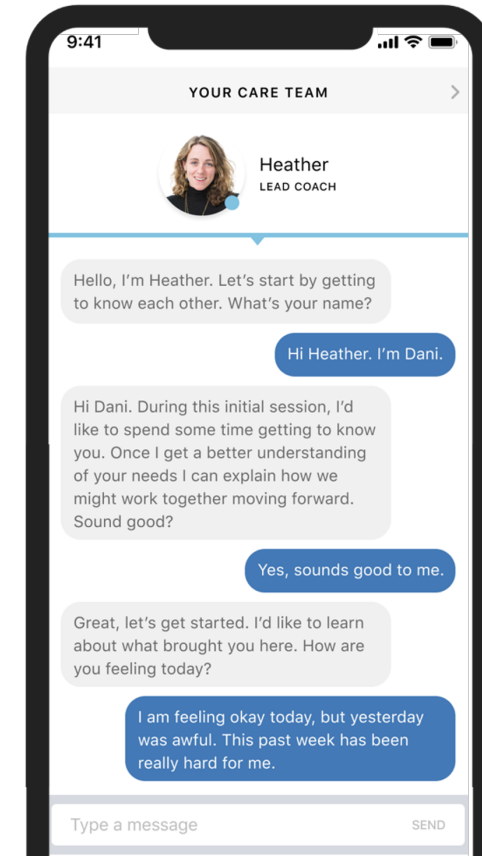 9:41
YOUR CARE TEAM
Heather
LEAD COACH
Hello, I’m Heather. Let’s start by getting
to know each other. What’s your name?
Hi Heather. I’m Dani.
Hi Dani. During this initial session, I’d
like to spend some time getting to know
you. Once I get a better understanding
of your needs I can explain how we
might work together moving forward.
Sound good?
Yes, sounds good to me.
Great, let’s get started. I’d like to learn
about what brought you here. How are
you feeling today?
I am feeling okay today, but yesterday
was awful. This past week has been
really hard for me.
Type a message
SEND